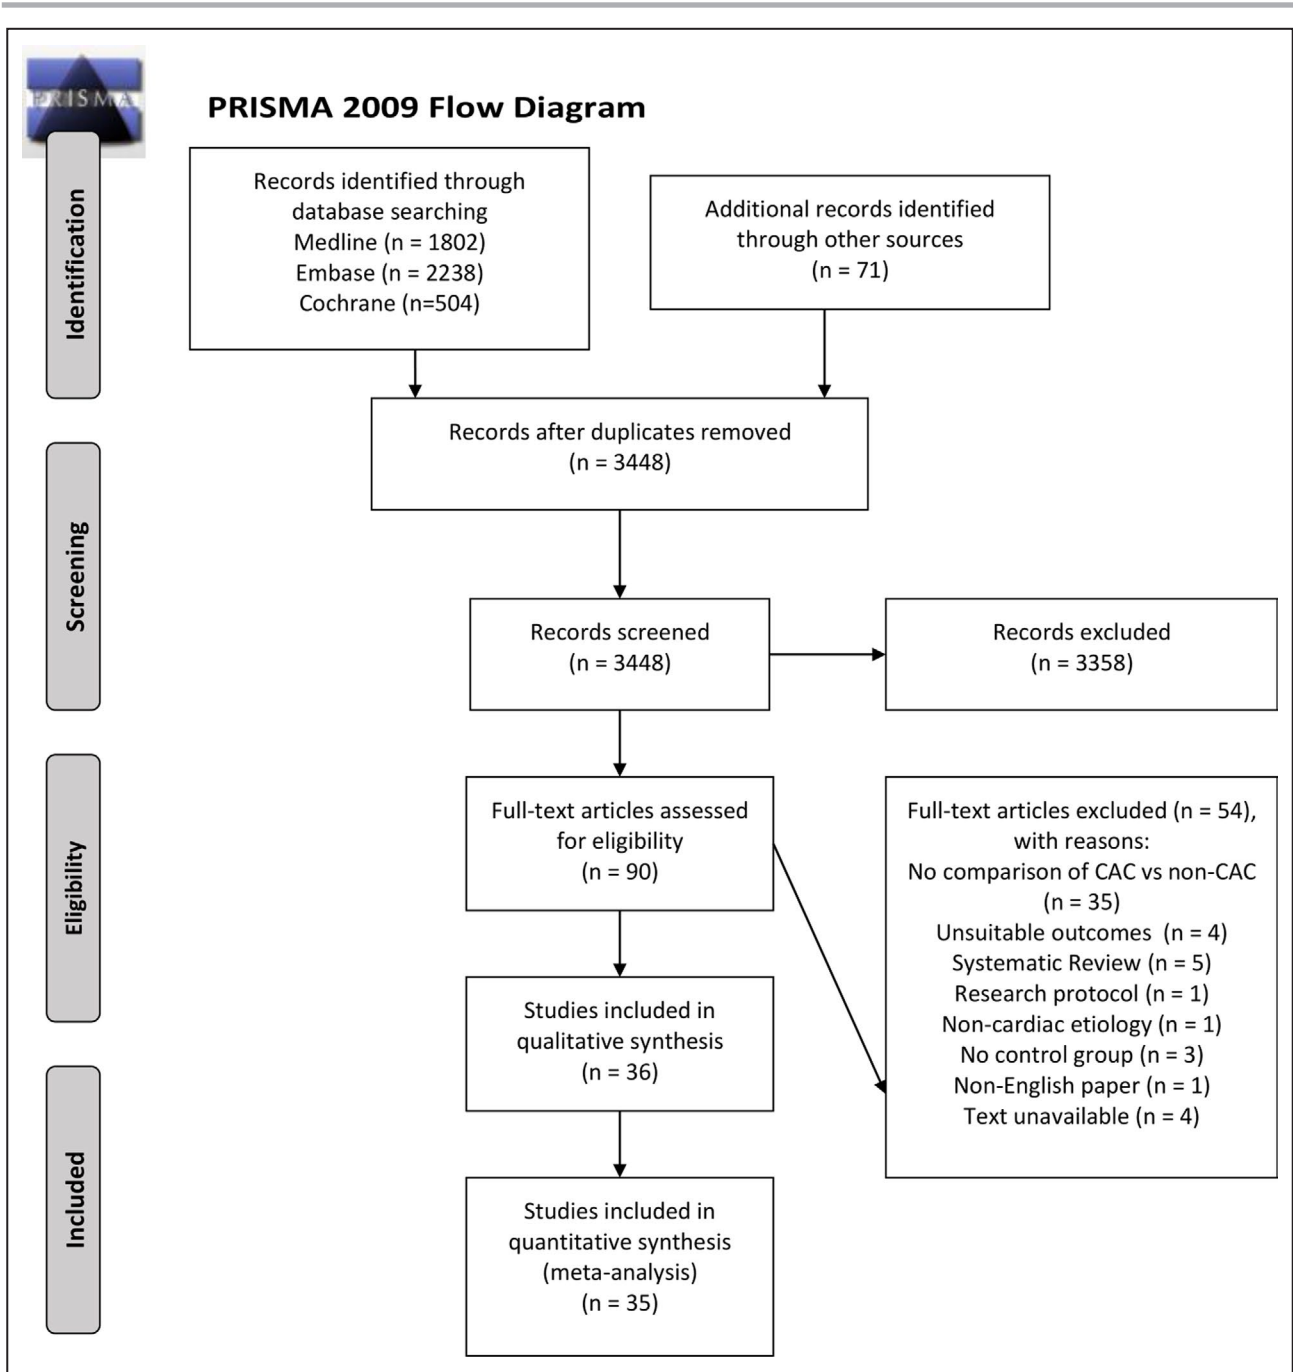 PRISMA
PRISMA 2009 Flow Diagram
Identification
Records identified through
database searching
Medline (n = 1802)
Embase (n = 2238)
Cochrane (n=504)
Additional records identified
through other sources
(n = 71)
Records after duplicates removed
(n = 3448)
Screening
Records screened
(n = 3448)
Records excluded
(n = 3358)
Eligibility
Full-text articles assessed
for eligibility
(n = 90)
Full-text articles excluded (n = 54),
with reasons:
No comparison of CAC vs non-CAC
(n = 35)
Unsuitable outcomes  (n = 4)
Systematic Review (n = 5)
Research protocol (n = 1)
Non-cardiac etiology (n = 1)
No control group (n = 3)
Non-English paper (n = 1)
Text unavailable (n = 4)
Studies included in
qualitative synthesis
(n = 36)
Included
Studies included in
quantitative synthesis
(meta-analysis)
(n = 35)